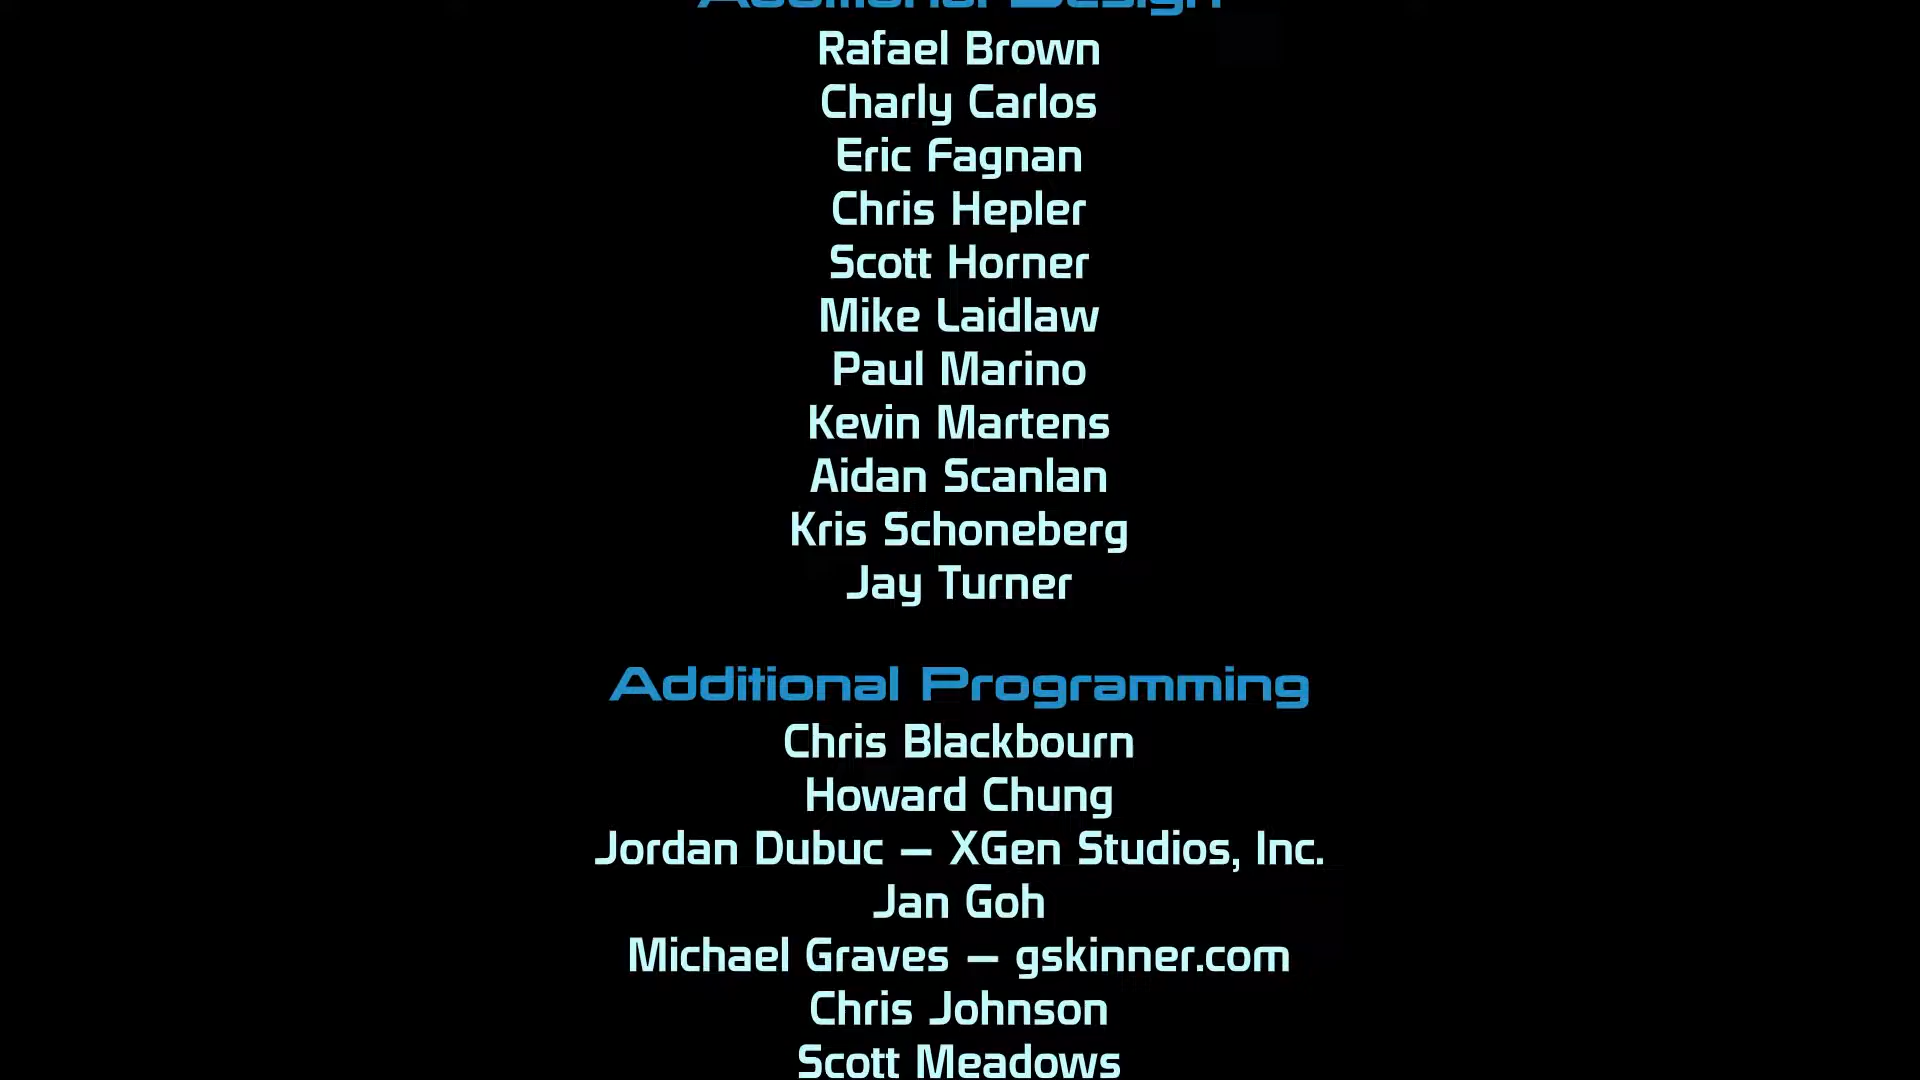 Additional Design
Rafael Brown
Charly Carlos
Eric Fagnan
Chris Hepler
Scott Horner
Mike Laidlaw
Paul Marino
Kevin Martens
Aidan Scanlan
Kris Schoneberg
Jay Turner
Additional Programming
Chris Blackbourn
Howard Chung
Jordan Dubuc — XGen Studios, Inc.
Jan Goh
Michael Graves — gskinner.com
Chris Johnson
Scott Meadows